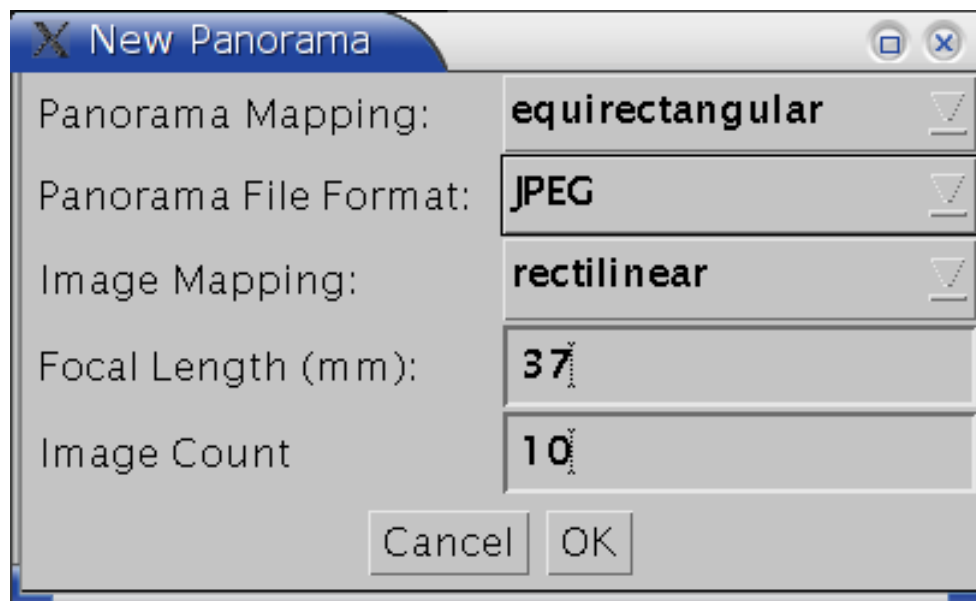 New Panorama
Panorama Mapping: equirectangular
Panorama File Format: JPEG
Image Mapping: rectilinear
Focal Length (mm): 37
Image Count 10
Cancel OK